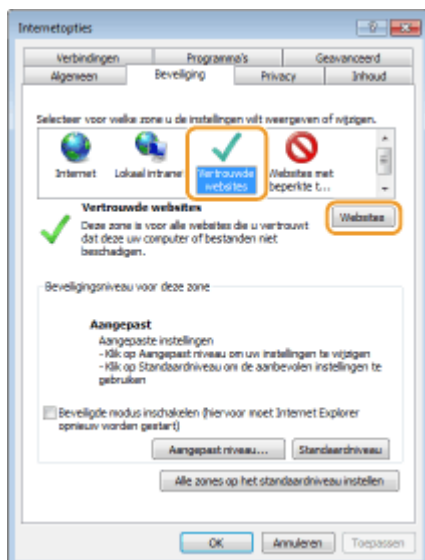 Internetopties
Verbindingen Programma's Geavanceerd
Algemeen Beveiliging Privacy Inhoud
Selecteer voor welke zone u de instellingen wilt weergeven of wijzigen.
Internet Lokaal intranet Vertrouwde websites Websites met beperkte t...
Vertrouwde websites
Websites
Deze zone is voor alle websites die u vertrouwt
dat deze uw computer of bestanden niet
beschadigen.
Beveiligingsniveau voor deze zone
Aangepast
Aangepaste instellingen
-Klik op Aangepast niveau om uw instellingen te wijzigen
-Klik op Standaardniveau om de aanbevolen instellingen te
gebruiken
Beveiligde modus inschakelen (hiervoor moet Internet Explorer
opnieuw worden gestart)
Aangepast niveau... Standaardniveau
Alle zones op het standaardniveau instellen
OK Annuleren Toepassen